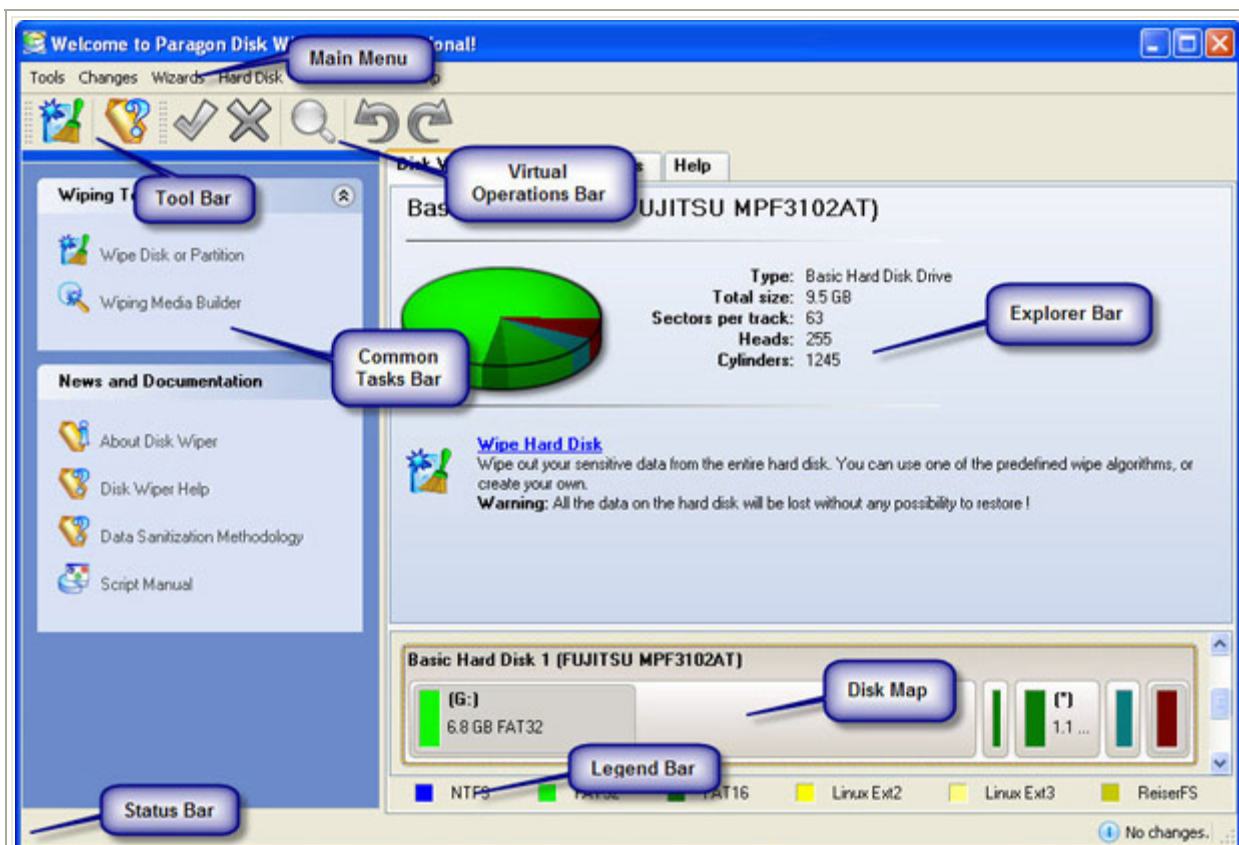 Welcome to Paragon Disk Wi onal!
Main Menu
Tools Changes Wizards Hard Disk
Virtual
Operations Bar
Help
Tool Bar
Wiping
Wipe Disk or Partition
Wiping Media Builder
Common
Tasks Bar
News and Documentation
About Disk Wiper
Disk Wiper Help
Data Sanitization Methodology
Script Manual
Bas UJITSU MPF3102AT)
Type: Basic Hard Disk Drive
Total size: 9.5 GB
Sectors per track: 63
Heads: 255
Cylinders: 1245
Explorer Bar
Wipe Hard Disk
Wipe out your sensitive data from the entire hard disk. You can use one of the predefined wipe algorithms, or
create your own.
Warning: All the data on the hard disk will be lost without any possibility to restore !
Basic Hard Disk 1 (FUJITSU MPF3102AT)
(G:)
6.8 GB FAT32
Disk Map
(*)
1.1 ...
Legend Bar
NTFS FAT32 FAT16 Linux Ext2 Linux Ext3 ReiserFS
Status Bar
No changes.